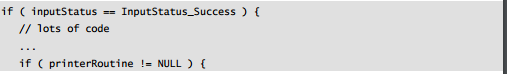 if ( inputStatus == InputStatus_Success ) {
   // lots of code
   ...
   if ( printerRoutine != NULL ) {